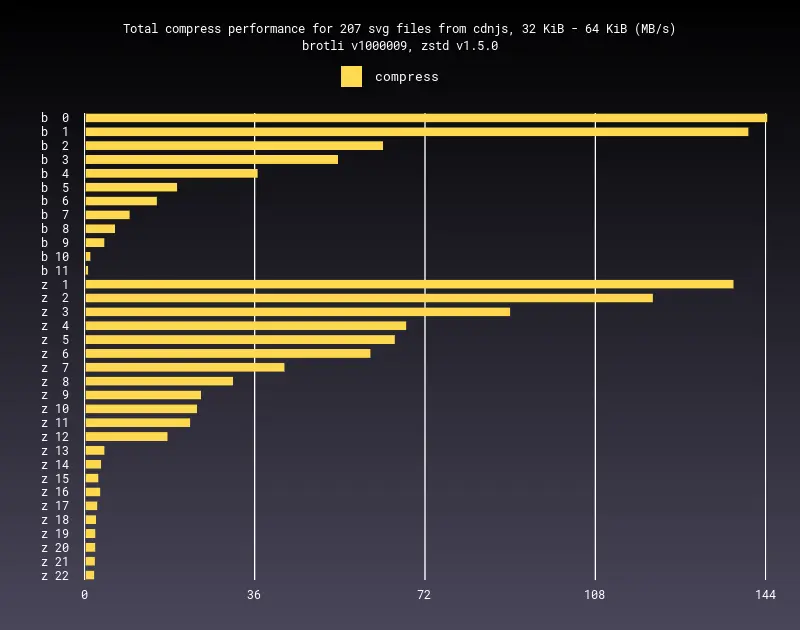 Total compress performance for 207 svg files from cdnjs, 32 KiB - 64 KiB (MB/s)
brotli v1000009, zstd v1.5.0
compress
b 0
b 1
b 2
b 3
b 4
b 5
b 6
b 7
b 8
b 9
b 10
b 11
z 1
z 2
z 3
z 4
z 5
z 6
z 7
z 8
z 9
z 10
z 11
z 12
z 13
z 14
z 15
z 16
z 17
z 18
z 19
z 20
z 21
z 22
0 36 72 108 144